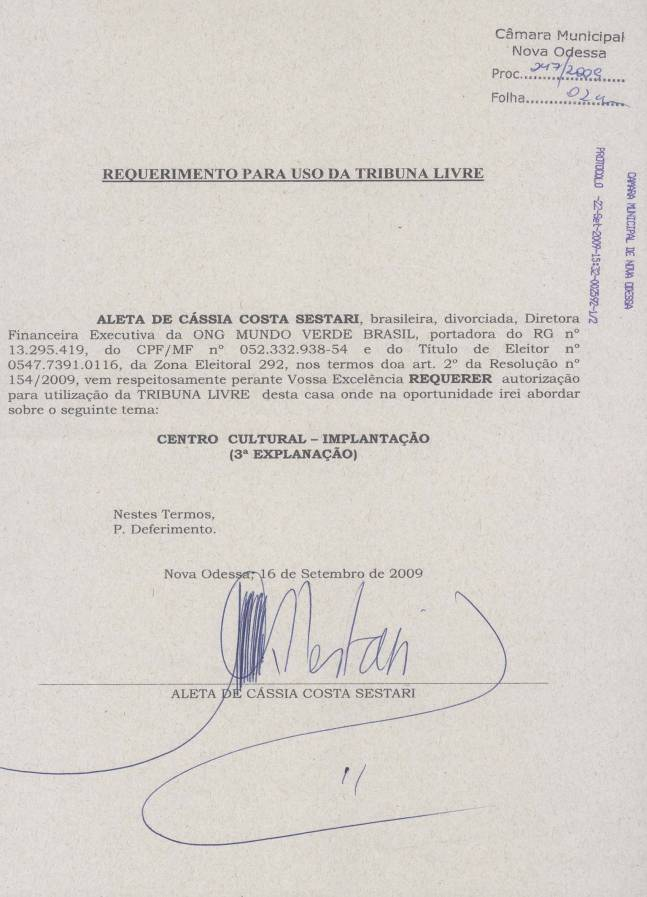 Câmara Municipal
Nova Odessa
Proc. 247/2009
Folha 02
CAMARA MUNICIPAL DE NOVA ODESSA
PROTOCOLO -22-Set-2009-15:32-002592-1/2
REQUERIMENTO PARA USO DA TRIBUNA LIVRE
ALETA DE CÁSSIA COSTA SESTARI, brasileira, divorciada, Diretora
Financeira Executiva da ONG MUNDO VERDE BRASIL, portadora do RG nº
13.295.419, do CPF/MF nº 052.332.938-54 e do Título de Eleitor nº
0547.7391.0116, da Zona Eleitoral 292, nos termos doa art. 2º da Resolução nº
154/2009, vem respeitosamente perante Vossa Excelência REQUERER autorização
para utilização da TRIBUNA LIVRE desta casa onde na oportunidade irei abordar
sobre o seguinte tema:
CENTRO CULTURAL – IMPLANTAÇÃO
(3ª EXPLANAÇÃO)
Nestes Termos,
P. Deferimento.
Nova Odessa, 16 de Setembro de 2009
Sestari
ALETA DE CÁSSIA COSTA SESTARI